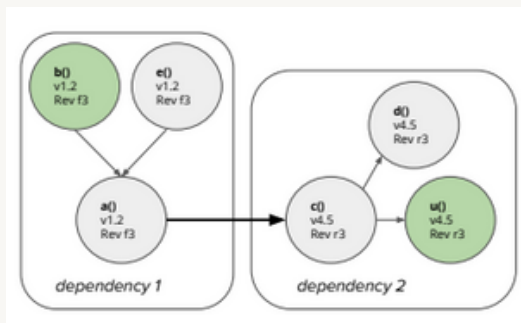 b()
v1.2
Rev f3
e()
v1.2
Rev f3
a()
v1.2
Rev f3
dependency 1
d()
v4.5
Rev r3
c()
v4.5
Rev r3
u()
v4.5
Rev r3
dependency 2